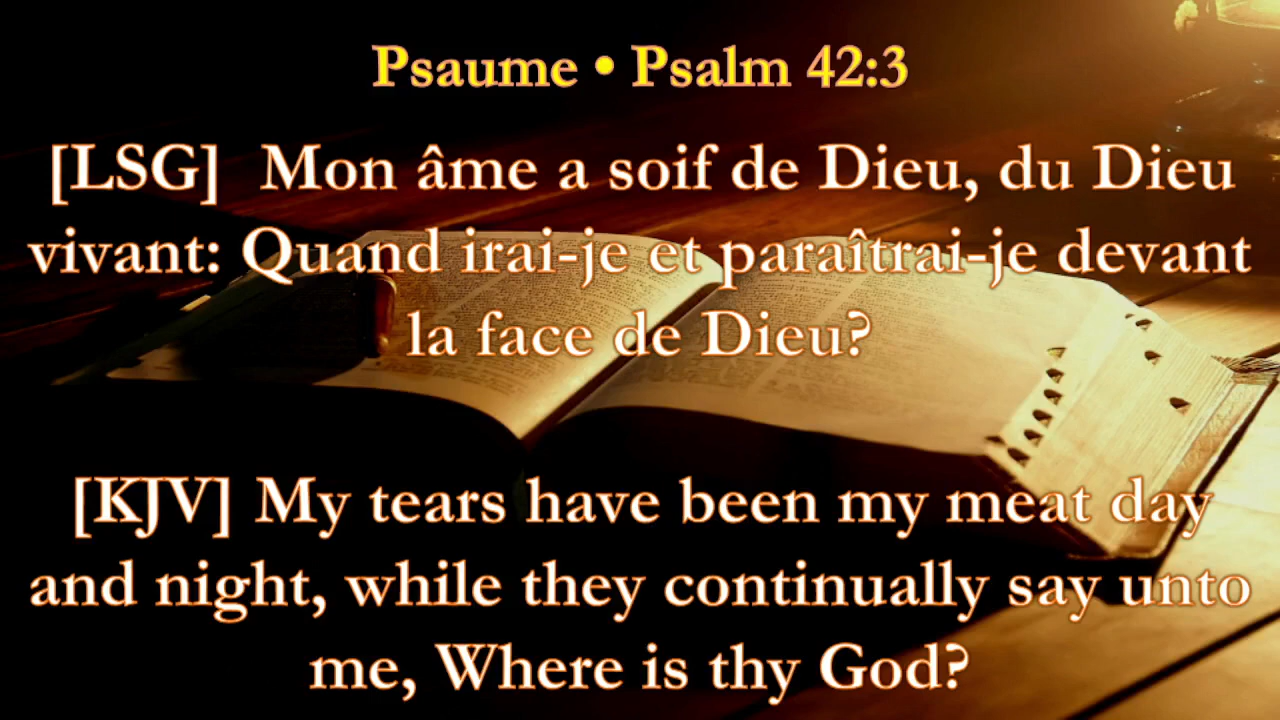 Psaume • Psalm 42:3
[LSG] Mon âme a soif de Dieu, du Dieu
vivant: Quand irai-je et paraîtrai-je devant
la face de Dieu?
[KJV] My tears have been my meat day
and night, while they continually say unto
me, Where is thy God?